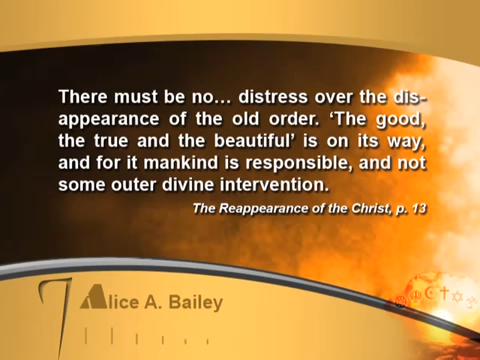 There must be no… distress over the dis-
appearance of the old order. ‘The good,
the true and the beautiful’ is on its way,
and for it mankind is responsible, and not
some outer divine intervention.
The Reappearance of the Christ, p. 13
Alice A. Bailey